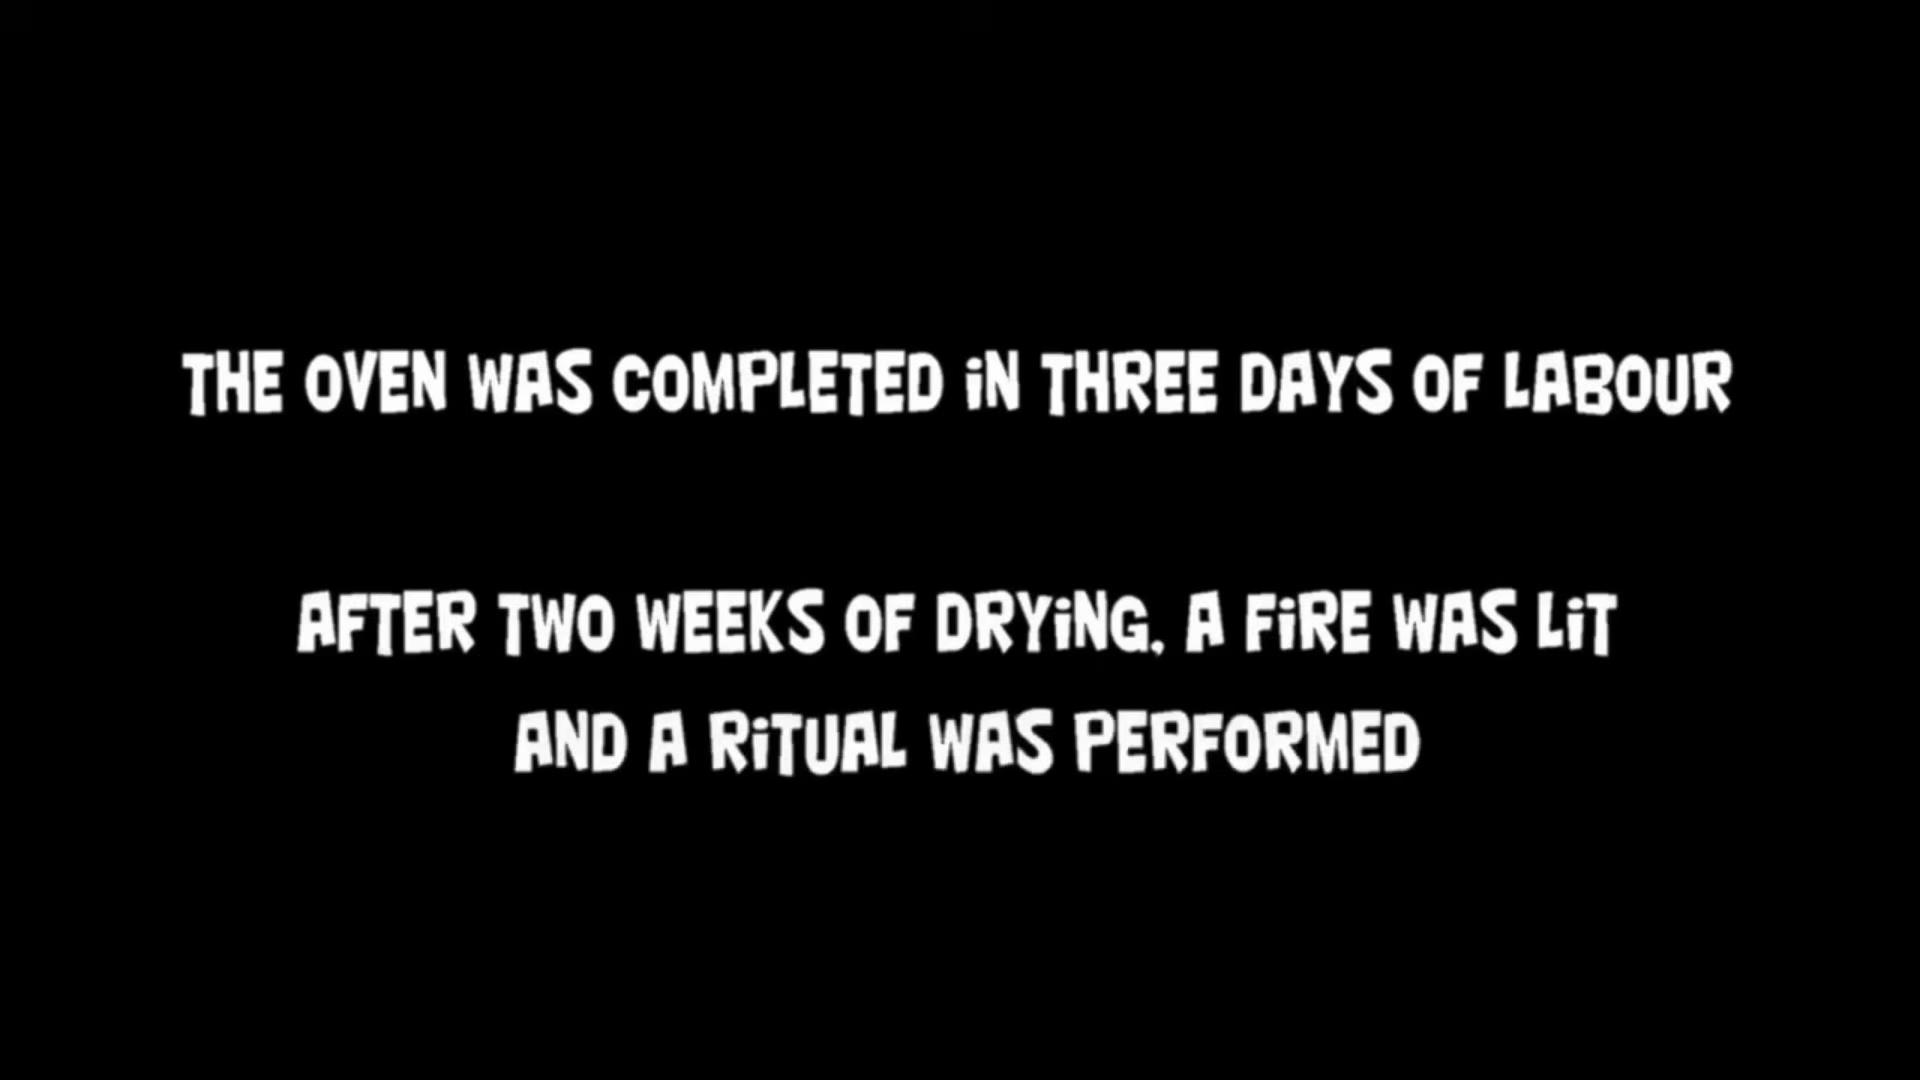 THE OVEN WAS COMPLETED iN THREE DAYS OF LABOUR
AFTER TWO WEEKS OF DRYiNG, A FiRE WAS LiT
AND A RiTUAL WAS PERFORMED